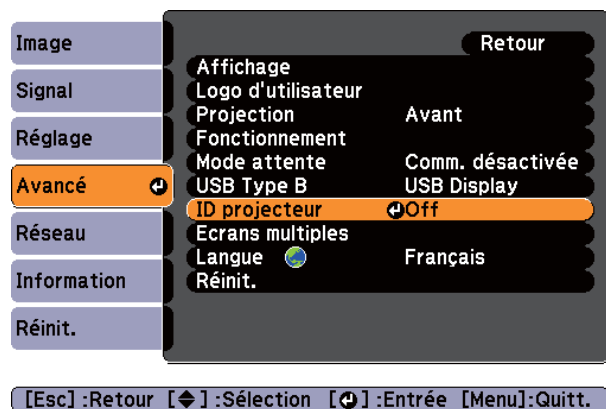 Image
Signal
Réglage
Avancé
Réseau
Information
Réinit.
Retour
Affichage
Logo d'utilisateur
Projection Avant
Fonctionnement
Mode attente Comm. désactivée
USB Type B USB Display
ID projecteur Off
Ecrans multiples
Langue Français
Réinit.
[Esc] :Retour [◆] :Sélection [↵] :Entrée [Menu]:Quitt.